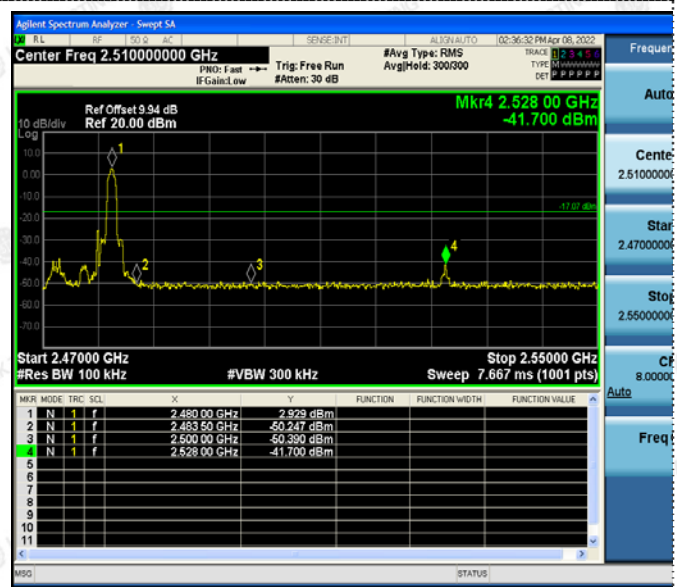 Agilent Spectrum Analyzer - Swept SA
RL RF 50 Ω AC SENSE:INT ALIGN AUTO 02:36:32 PM Apr 08, 2022
Center Freq 2.510000000 GHz #Avg Type: RMS TRACE 1 2 3 4 5 6
PNO: Fast Trig: Free Run Avg|Hold: 300/300 TYPE M W W W W W
IFGain:Low #Atten: 30 dB DET P P P P P P
Ref Offset 9.94 dB Mkr4 2.528 00 GHz
10 dB/div Ref 20.00 dBm -41.700 dBm
Log
10.0
0.00
-10.0
-17.07 dBm
-20.0
-30.0
-40.0
-50.0
-60.0
-70.0
1
2
3
4
Start 2.47000 GHz Stop 2.55000 GHz
#Res BW 100 kHz #VBW 300 kHz Sweep 7.667 ms (1001 pts)
MKR MODE TRC SCL X Y FUNCTION FUNCTION WIDTH FUNCTION VALUE
1 N 1 f 2.480 00 GHz 2.929 dBm
2 N 1 f 2.483 50 GHz -50.247 dBm
3 N 1 f 2.500 00 GHz -50.390 dBm
4 N 1 f 2.528 00 GHz -41.700 dBm
5
6
7
8
9
10
11
MSG STATUS
Frequen
Auto
Cente
2.51000000
Star
2.47000000
Stop
2.55000000
CF
8.00000
Auto
Freq